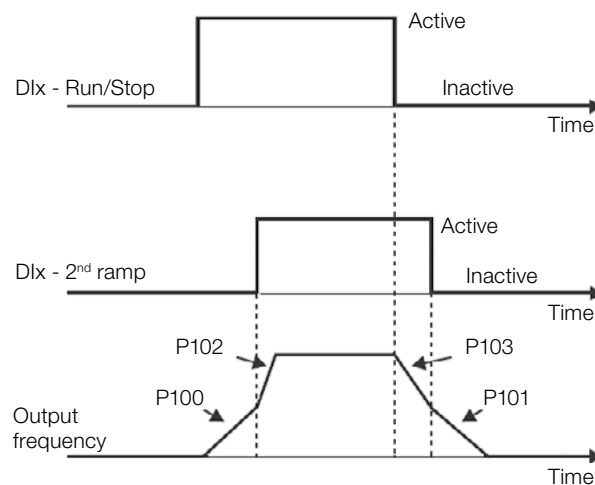 Active
DIx - Run/Stop
Inactive
Time
Active
DIx - 2nd ramp
Inactive
Time
P102
P103
P100
P101
Output
frequency
Time